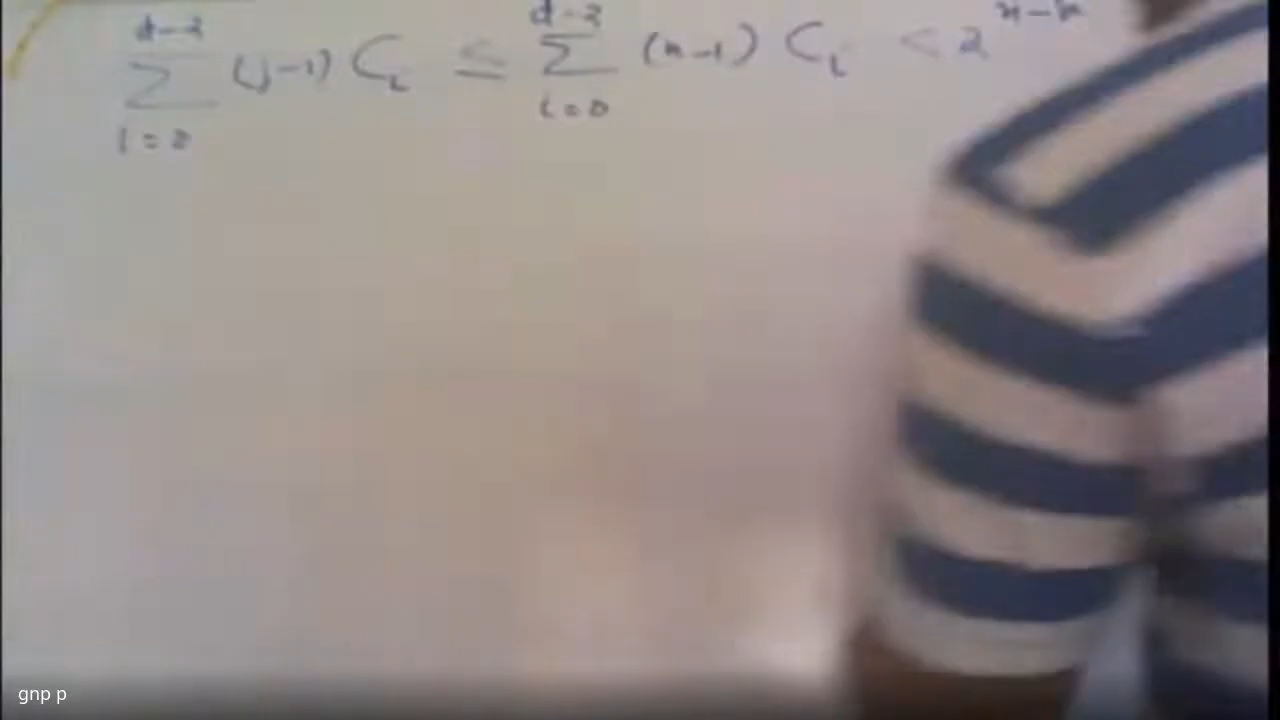 d-2 d-2 n-k
∑ (j-1) C_i ≤ ∑ (n-1) C_i < 2
i=0 i=0
gnp p